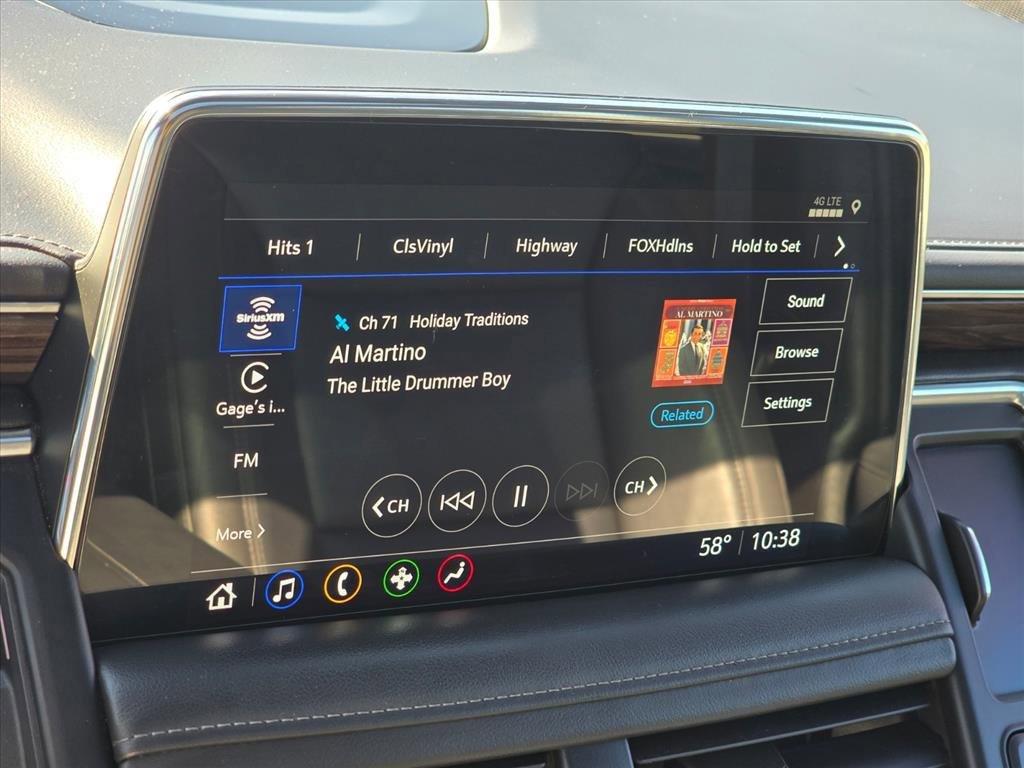 4G LTE
Hits 1 ClsVinyl Highway FOXHdlns Hold to Set
SiriusXM
Ch 71 Holiday Traditions
Al Martino
The Little Drummer Boy
AL MARTINO
Sound
Browse
Settings
Related
Gage's i...
FM
More
CH
CH
58° 10:38